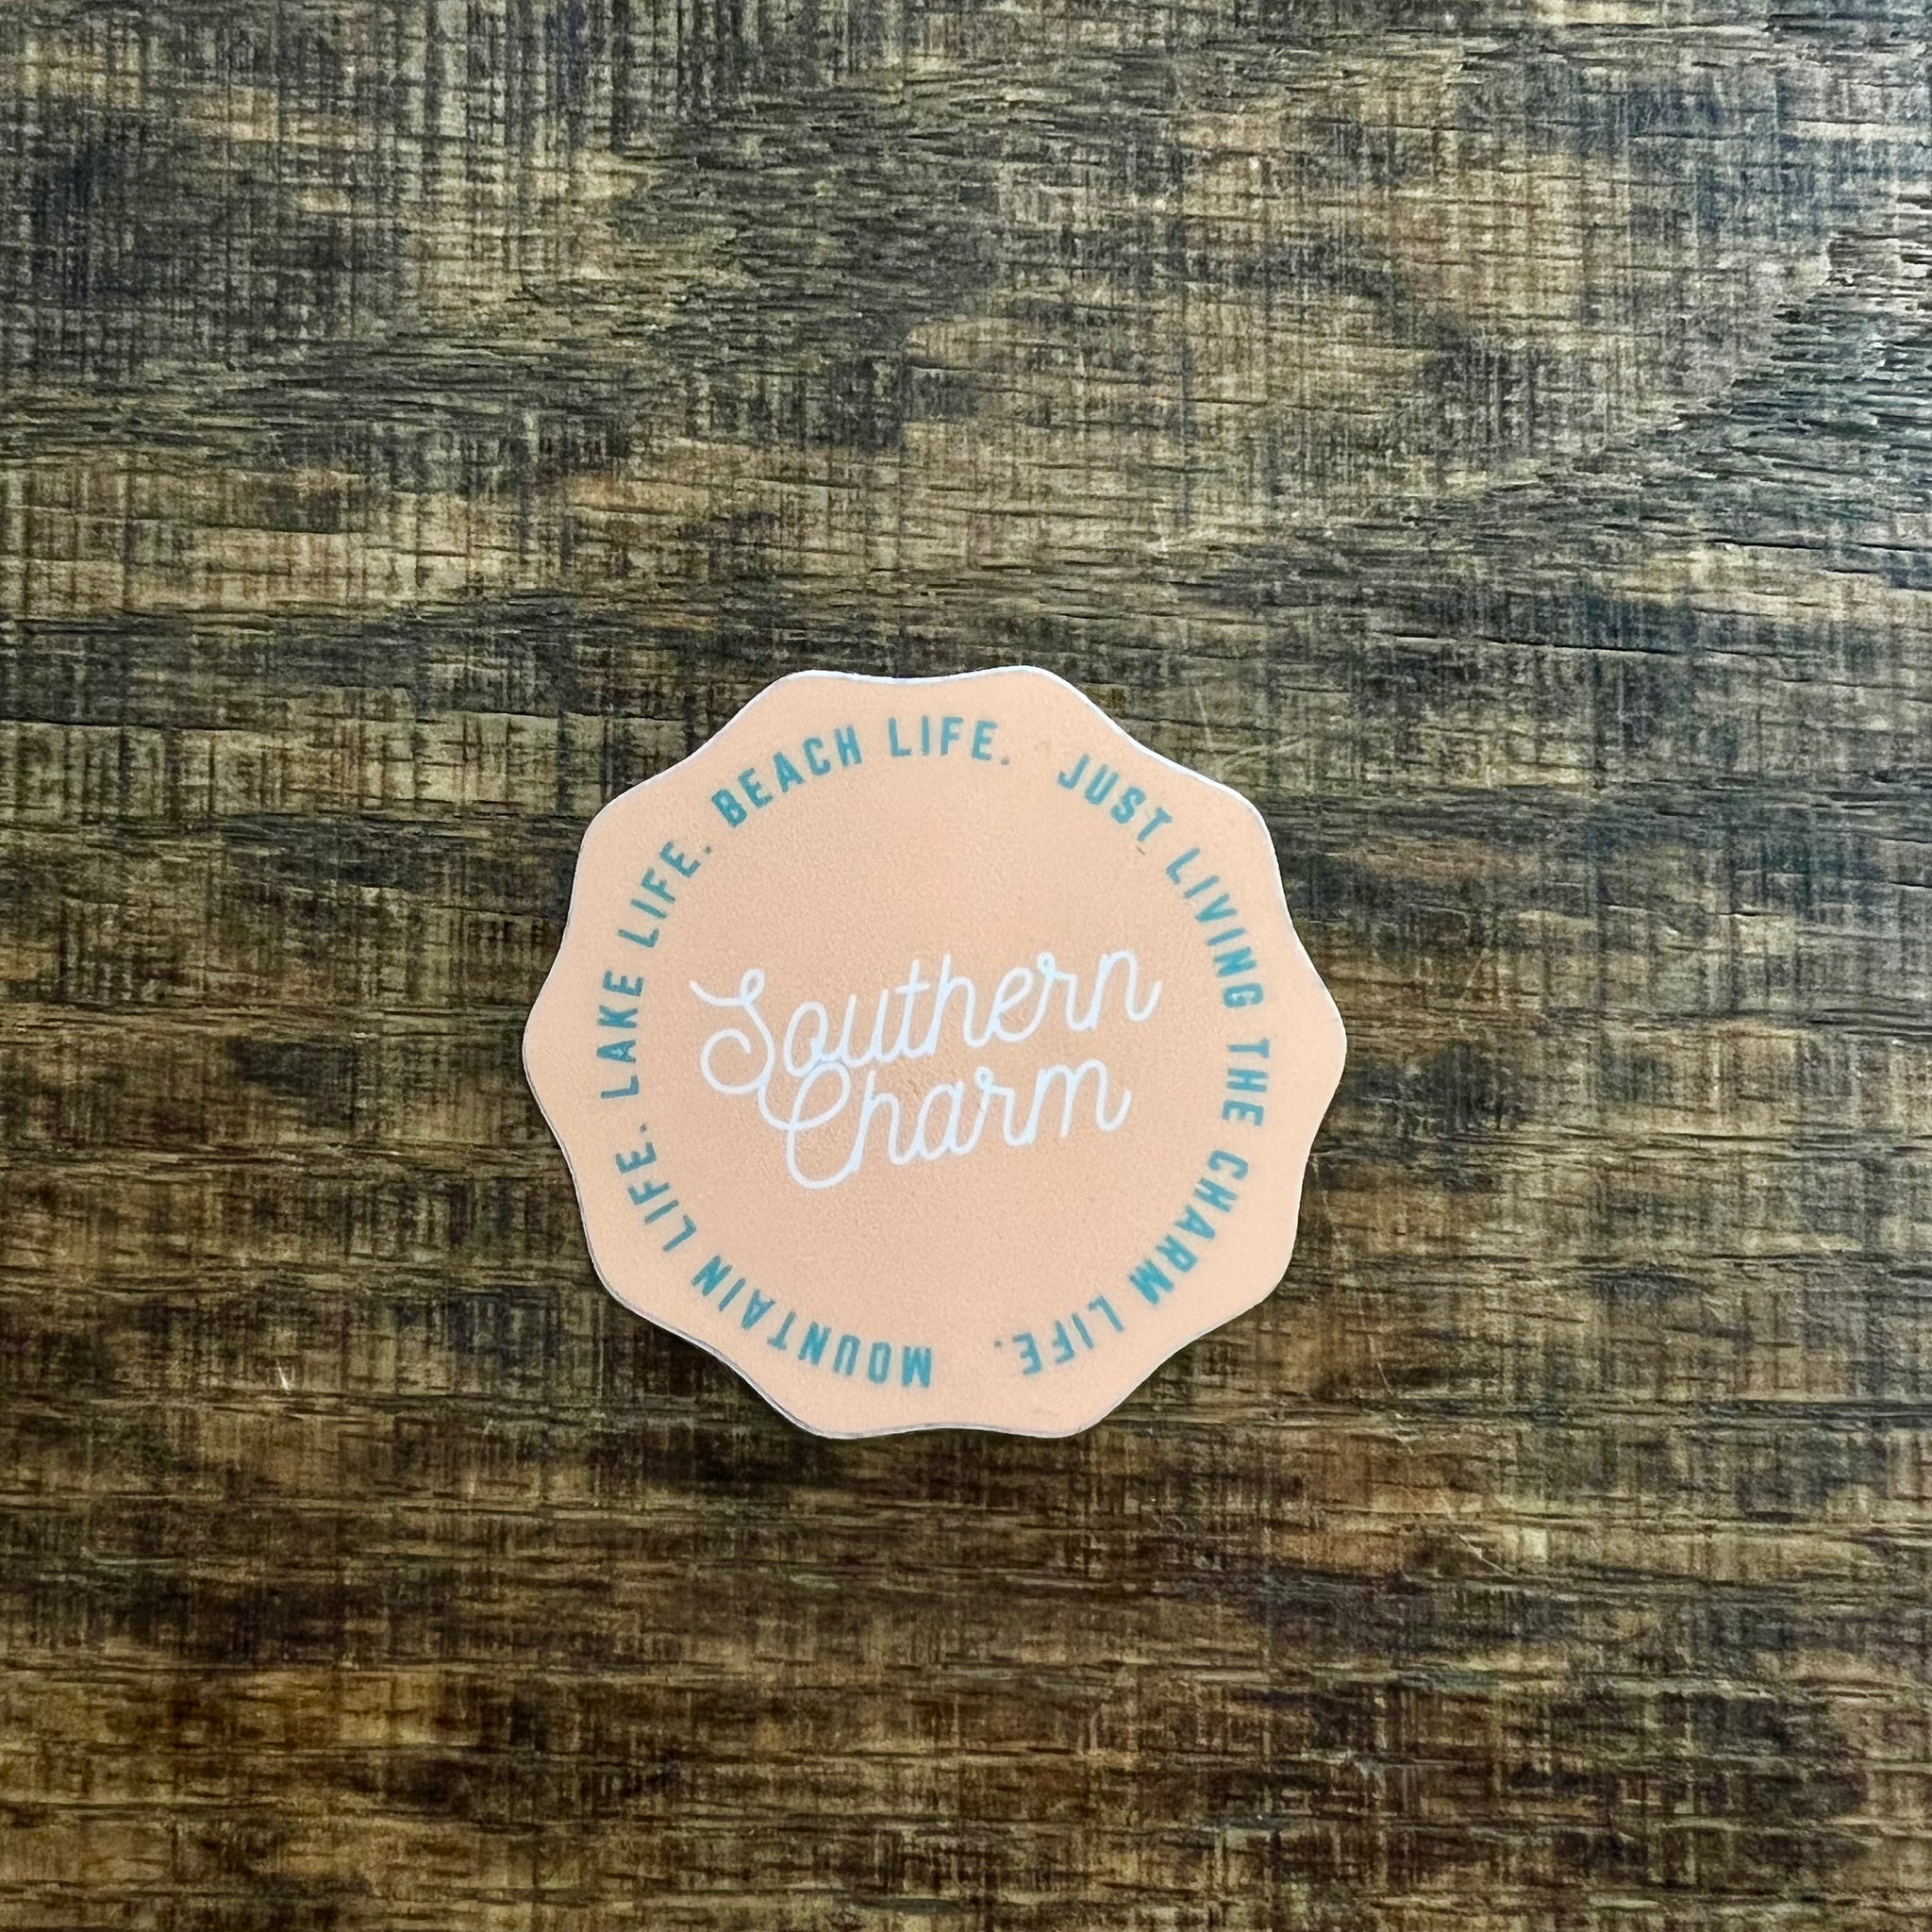 MOUNTAIN LIFE. LAKE LIFE. BEACH LIFE. JUST LIVING THE CHARM LIFE.
Southern
Charm